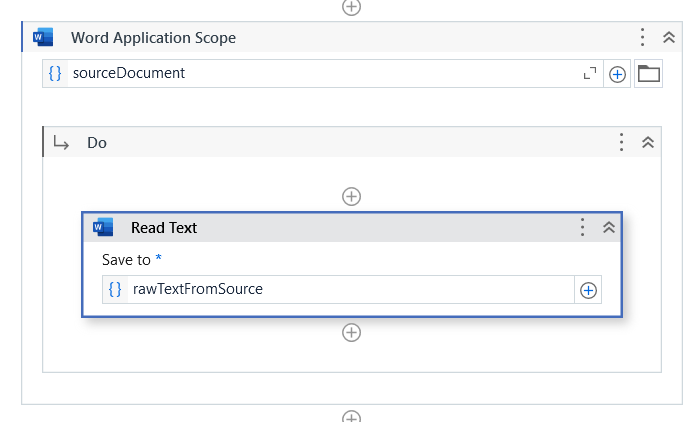 Word Application Scope
{} sourceDocument
Do
Read Text
Save to *
{} rawTextFromSource